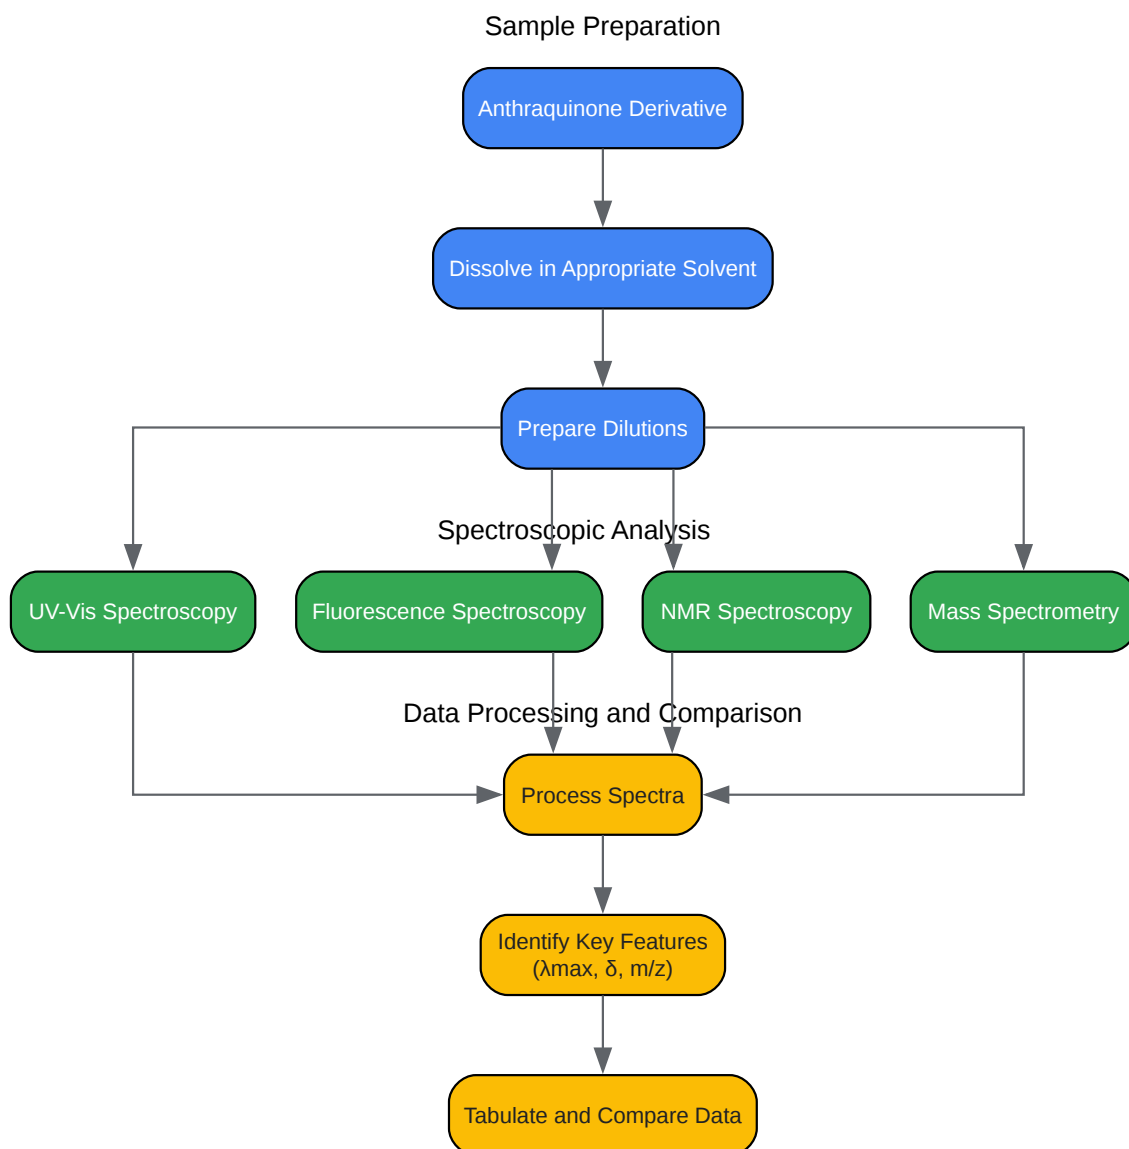 Sample Preparation
Anthraquinone Derivative
Dissolve in Appropriate Solvent
Prepare Dilutions
Spectroscopic Analysis
UV-Vis Spectroscopy
Fluorescence Spectroscopy
NMR Spectroscopy
Mass Spectrometry
Data Processing and Comparison
Process Spectra
Identify Key Features
(λmax, δ, m/z)
Tabulate and Compare Data